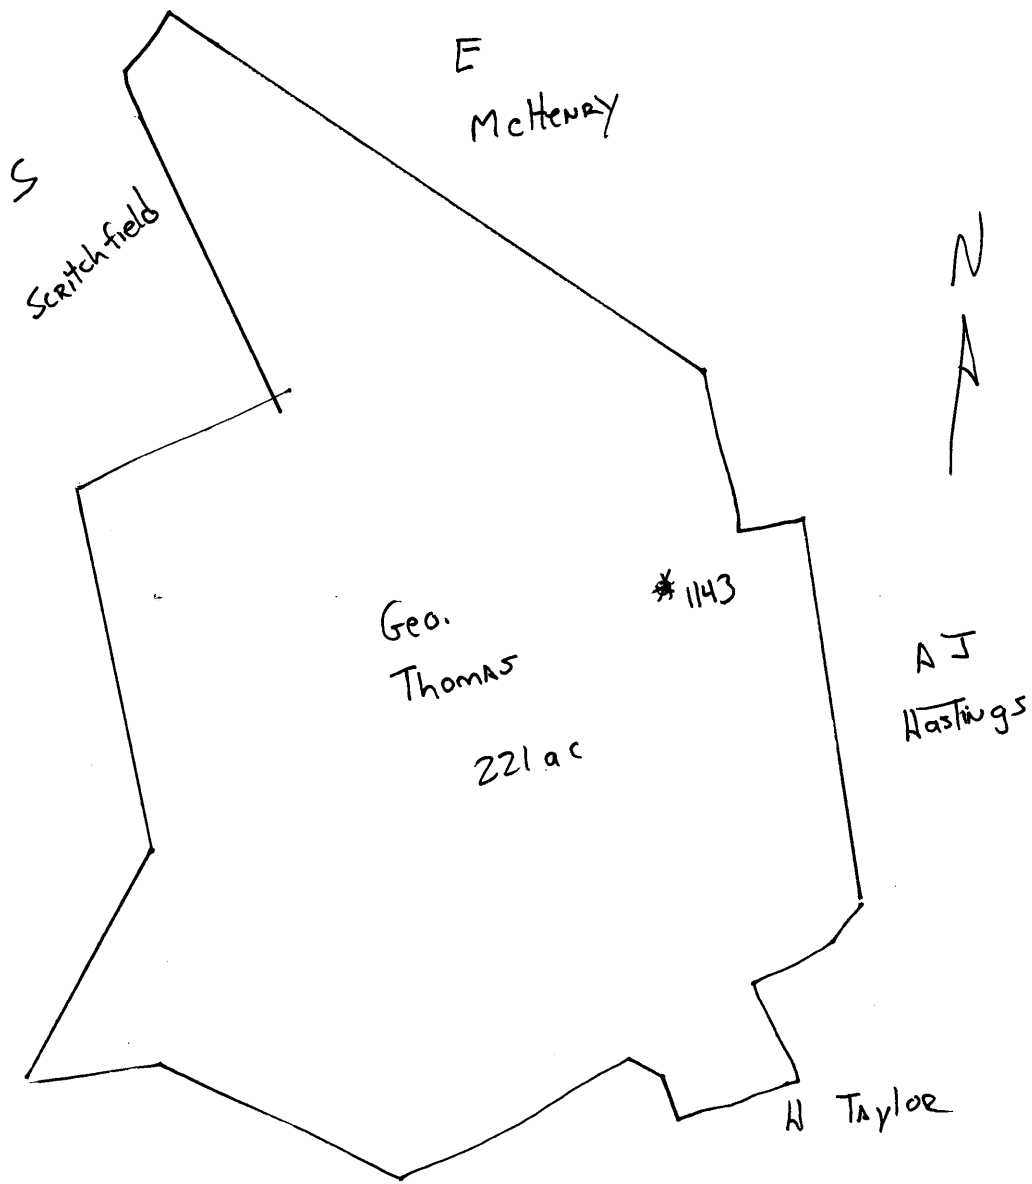 E
McHenry
S
Scritchfield
N
* 1143
Geo.
Thomas
A J
Hastings
221 ac
H Taylor